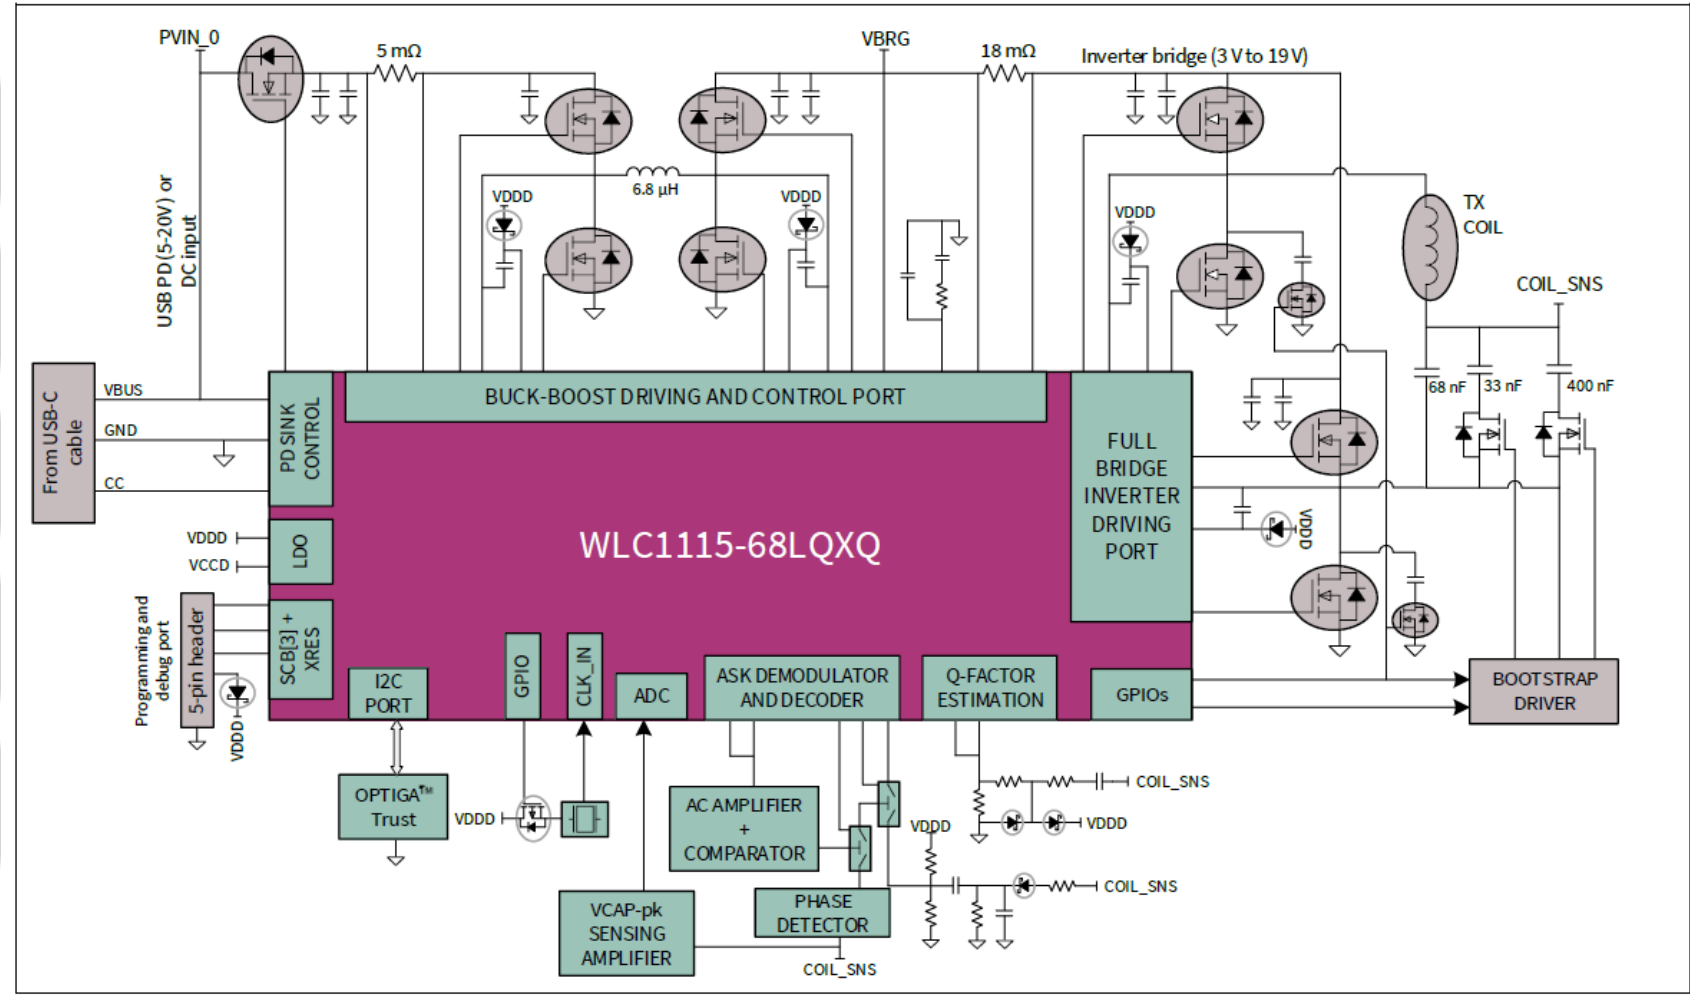 PVIN_0
5 mΩ
VBRG
18 mΩ
Inverter bridge (3 V to 19 V)
USB PD (5-20V) or
DC input
VDDD
6.8 µH
VDDD
VDDD
TX
COIL
COIL_SNS
68 nF
33 nF
400 nF
From USB-C
cable
VBUS
GND
CC
PD SINK
CONTROL
BUCK-BOOST DRIVING AND CONTROL PORT
FULL
BRIDGE
INVERTER
DRIVING
PORT
VDDD
WLC1115-68LQXQ
VDDD
VCCD
LDO
Programming and
debug port
5-pin header
VDDD
SCB[3] +
XRES
I2C
PORT
GPIO
CLK_IN
ADC
ASK DEMODULATOR
AND DECODER
Q-FACTOR
ESTIMATION
GPIOs
BOOTSTRAP
DRIVER
OPTIGA™
Trust
VDDD
AC AMPLIFIER
+
COMPARATOR
VDDD
COIL_SNS
VDDD
COIL_SNS
VCAP-pk
SENSING
AMPLIFIER
PHASE
DETECTOR
COIL_SNS